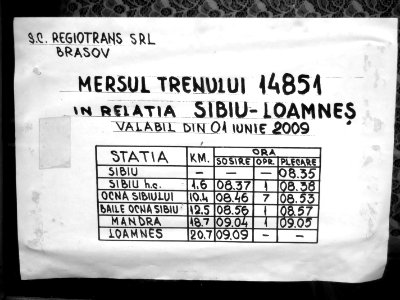 S.C. REGIOTRANS SRL
BRASOV
MERSUL TRENULUI 14851
IN RELATIA SIBIU-LOAMNEȘ
VALABIL DIN 01 IUNIE 2009
STATIA KM. ORA
SOSIRE OPR. PLECARE
SIBIU — — — 08.35
SIBIU h.c. 1.6 08.37 1 08.38
OCNA SIBIULUI 10.4 08.46 7 08.53
BAILE OCNA SIBIU 12.5 08.56 1 08.57
MANDRA 18.7 09.04 1 09.05
LOAMNES 20.7 09.09 — —